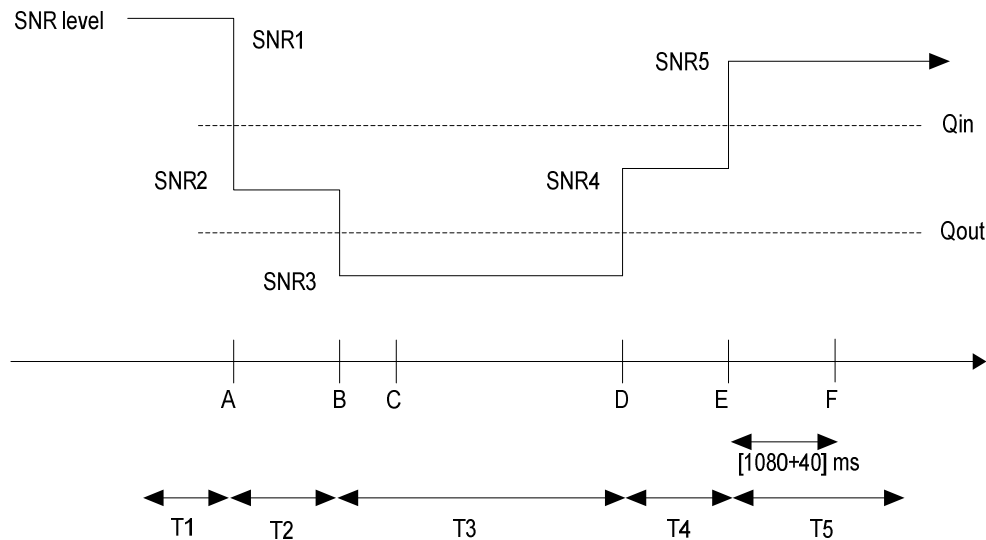 SNR level
SNR1
SNR5
Qin
SNR2
SNR4
Qout
SNR3
A
B
C
D
E
F
[1080+40] ms
T1
T2
T3
T4
T5